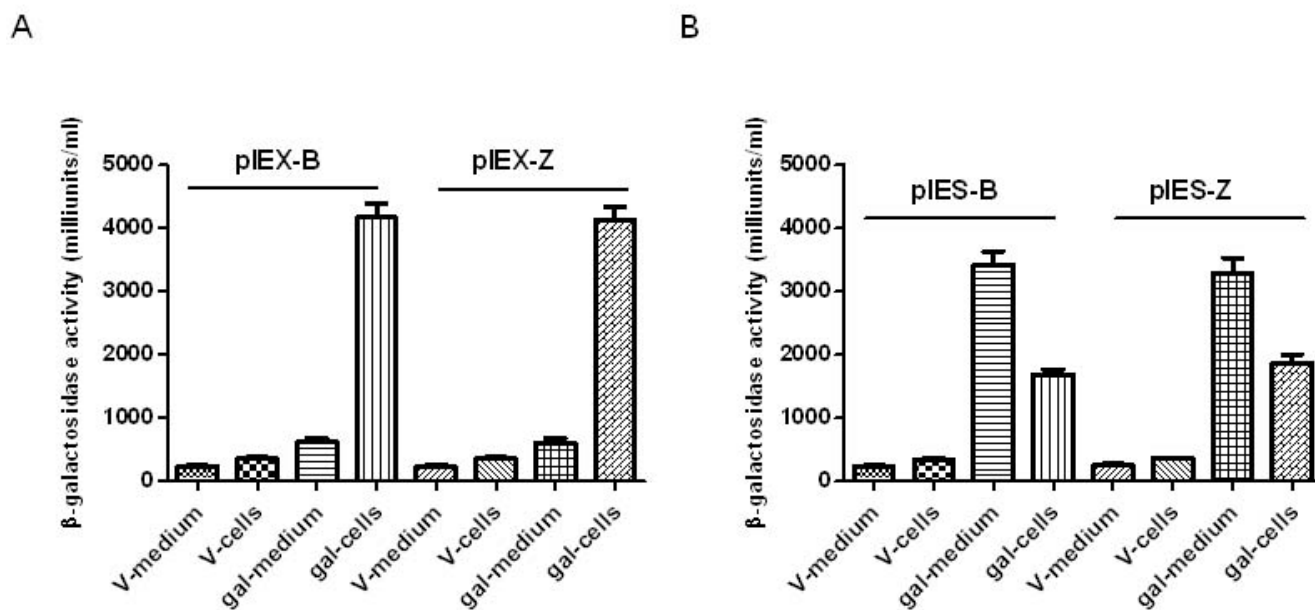 A
B
β-galactosidase activity (milliunits/ml)
5000
4000
3000
2000
1000
0
pIEX-B
pIEX-Z
V-medium
V-cells
gal-medium
gal-cells
V-medium
V-cells
gal-medium
gal-cells
β-galactosidase activity (milliunits/ml)
5000
4000
3000
2000
1000
0
pIES-B
pIES-Z
V-medium
V-cells
gal-medium
gal-cells
V-medium
V-cells
gal-medium
gal-cells